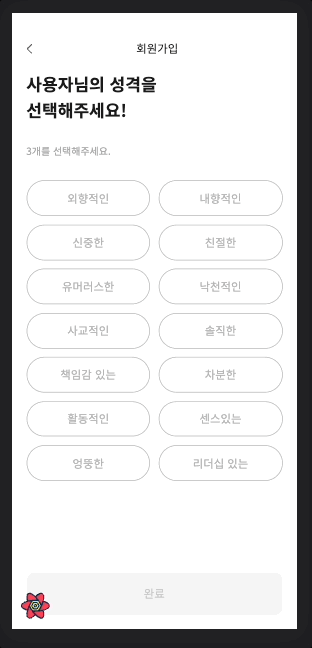 회원가입
사용자님의 성격을
선택해주세요!
3개를 선택해주세요.
외향적인 내향적인
신중한 친절한
유머러스한 낙천적인
사교적인 솔직한
책임감 있는 차분한
활동적인 센스있는
엉뚱한 리더십 있는
완료